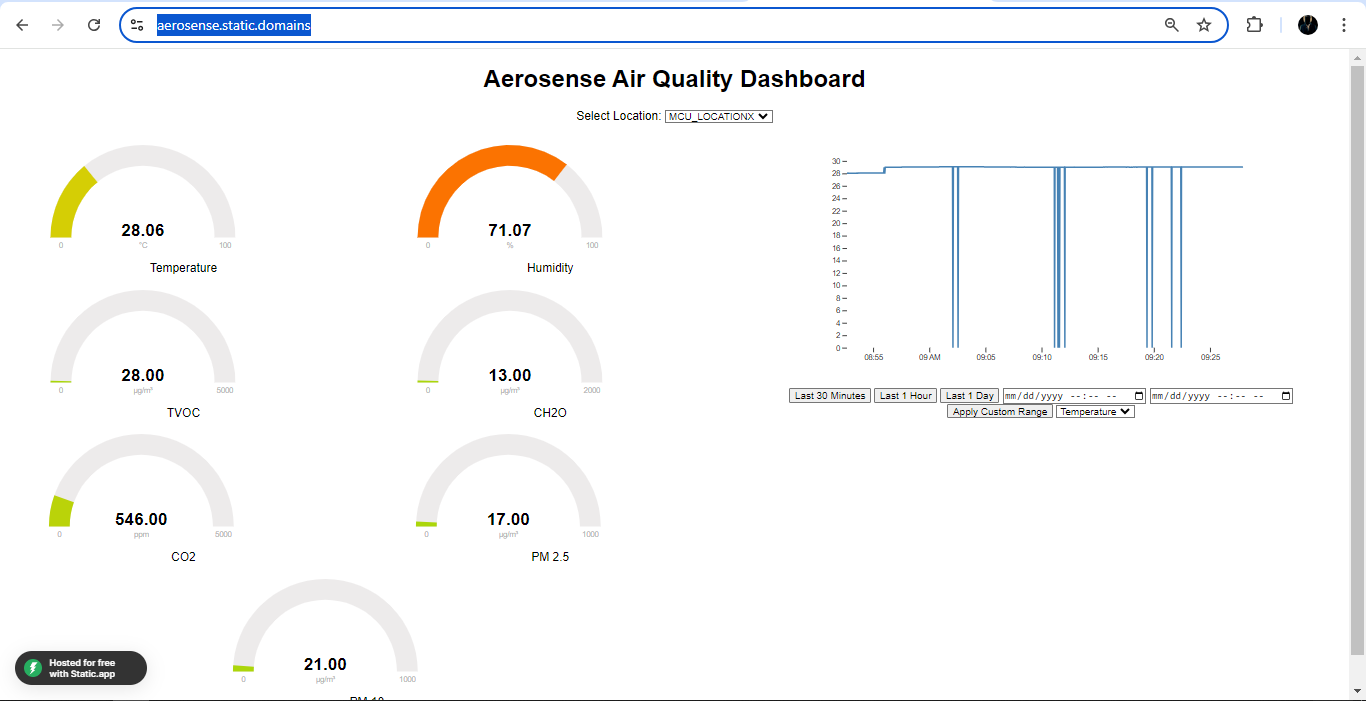 aerosense.static.domains
Aerosense Air Quality Dashboard
Select Location: MCU_LOCATIONX
28.06
°C
0 100
Temperature
71.07
%
0 100
Humidity
28.00
µg/m³
0 5000
TVOC
13.00
µg/m³
0 2000
CH2O
546.00
ppm
0 5000
CO2
17.00
µg/m³
0 1000
PM 2.5
21.00
µg/m³
0 1000
PM 10
30
28
26
24
22
20
18
16
14
12
10
8
6
4
2
0
08:55 09 AM 09:05 09:10 09:15 09:20 09:25
Last 30 Minutes Last 1 Hour Last 1 Day mm/dd/yyyy --:-- -- mm/dd/yyyy --:-- --
Apply Custom Range Temperature
Hosted for free
with Static.app